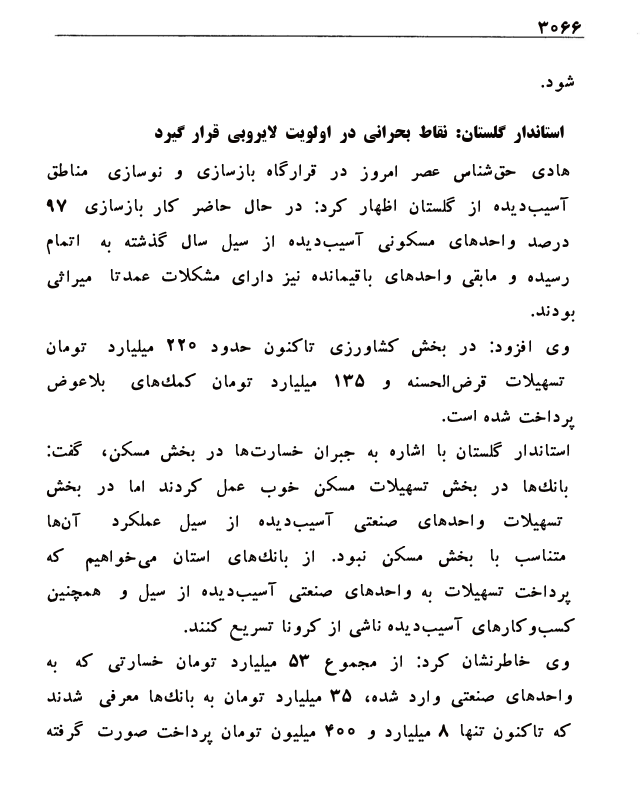 ۳۰۶۶
شود.
استاندار گلستان: نقاط بحرانی در اولویت لایروبی قرار گیرد
هادی حق‌شناس عصر امروز در قرارگاه بازسازی و نوسازی مناطق
آسیب‌دیده از گلستان اظهار کرد: در حال حاضر کار بازسازی ۹۷
درصد واحدهای مسکونی آسیب‌دیده از سیل سال گذشته به اتمام
رسیده و مابقی واحدهای باقیمانده نیز دارای مشکلات عمدتا میراثی
بودند.
وی افزود: در بخش کشاورزی تاکنون حدود ۲۲۰ میلیارد تومان
تسهیلات قرض‌الحسنه و ۱۳۵ میلیارد تومان کمك‌های بلاعوض
پرداخت شده است.
استاندار گلستان با اشاره به جبران خسارت‌ها در بخش مسکن، گفت:
بانك‌ها در بخش تسهیلات مسکن خوب عمل کردند اما در بخش
تسهیلات واحدهای صنعتی آسیب‌دیده از سیل عملکرد آن‌ها
متناسب با بخش مسکن نبود. از بانك‌های استان می‌خواهیم که
پرداخت تسهیلات به واحدهای صنعتی آسیب‌دیده از سیل و همچنین
کسب‌وکارهای آسیب‌دیده ناشی از کرونا تسریع کنند.
وی خاطرنشان کرد: از مجموع ۵۳ میلیارد تومان خسارتی که به
واحدهای صنعتی وارد شده، ۳۵ میلیارد تومان به بانك‌ها معرفی شدند
که تاکنون تنها ۸ میلیارد و ۴۰۰ میلیون تومان پرداخت صورت گرفته